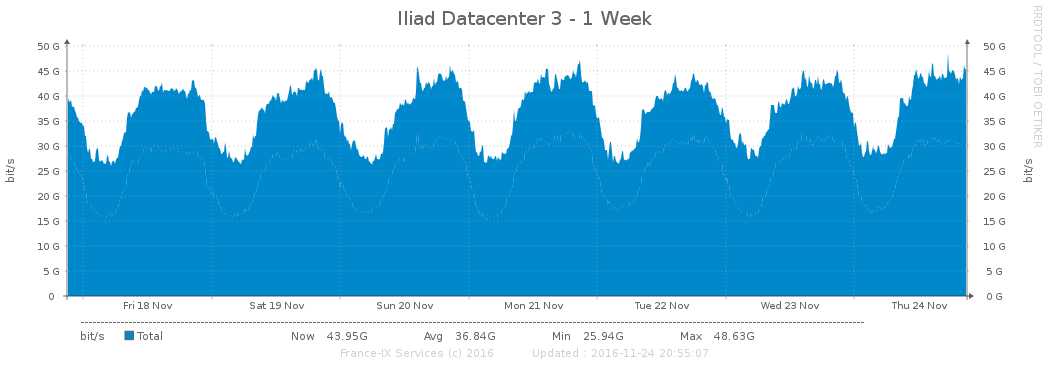 Iliad Datacenter 3 - 1 Week
RRDTOOL / TOBI OETIKER
50 G 50 G
45 G 45 G
40 G 40 G
35 G 35 G
30 G 30 G
25 G 25 G
20 G 20 G
15 G 15 G
10 G 10 G
5 G 5 G
0 0 G
bit/s bit/s
Fri 18 Nov Sat 19 Nov Sun 20 Nov Mon 21 Nov Tue 22 Nov Wed 23 Nov Thu 24 Nov
bit/s Total Now 43.95G Avg 36.84G Min 25.94G Max 48.63G
France-IX Services (c) 2016 Updated : 2016-11-24 20:55:07